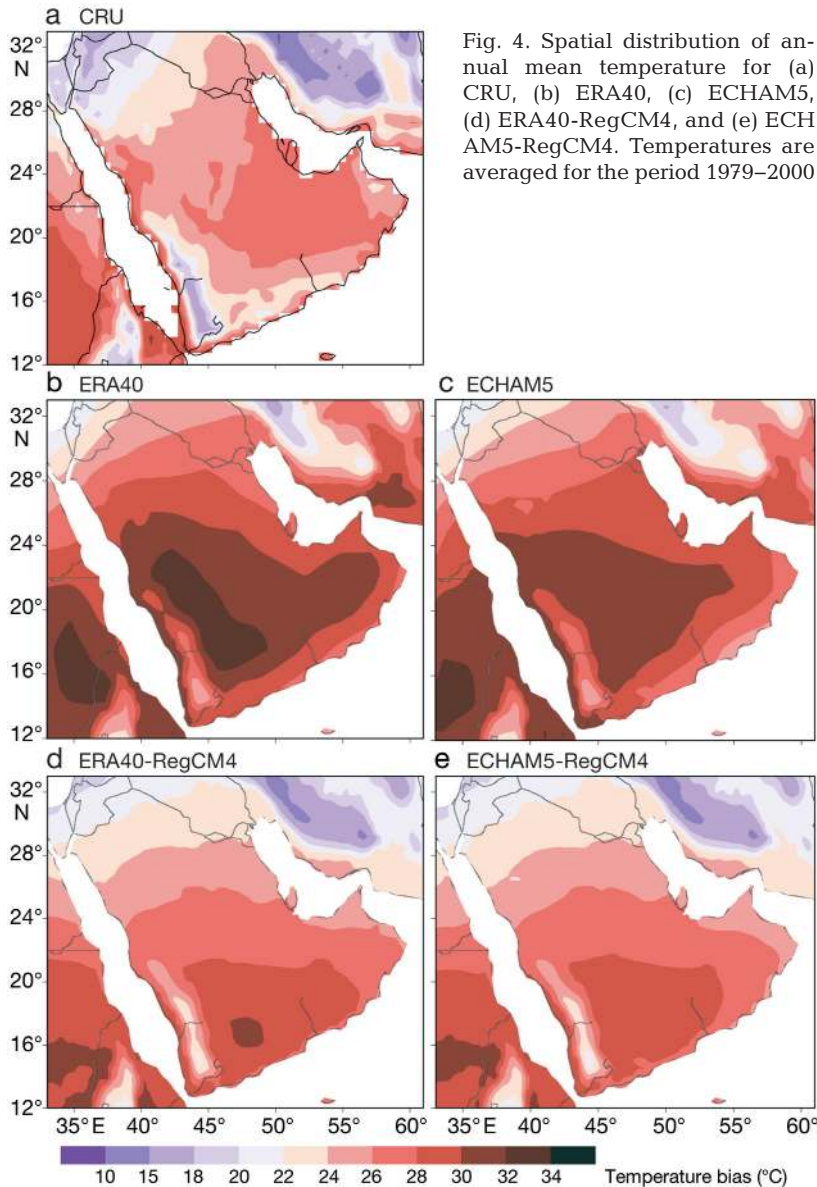 a CRU
32°
N
28°
24°
20°
16°
12°
Fig. 4. Spatial distribution of an-
nual mean temperature for (a)
CRU, (b) ERA40, (c) ECHAM5,
(d) ERA40-RegCM4, and (e) ECH
AM5-RegCM4. Temperatures are
averaged for the period 1979–2000
b ERA40
c ECHAM5
32°
N
28°
24°
20°
16°
12°
d ERA40-RegCM4
e ECHAM5-RegCM4
32°
N
28°
24°
20°
16°
12°
35°E 40° 45° 50° 55° 60°
35°E 40° 45° 50° 55° 60°
10 15 18 20 22 24 26 28 30 32 34 Temperature bias (°C)